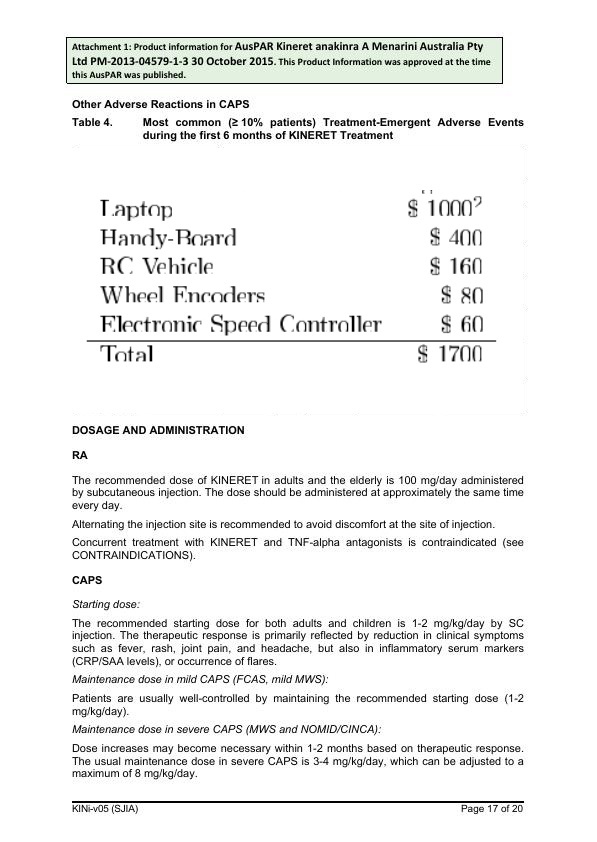 Attachment 1: Product information for AusPAR Kineret anakinra A Menarini Australia Pty
Ltd PM-2013-04579-1-3 30 October 2015. This Product Information was approved at the time
this AusPAR was published.
Other Adverse Reactions in CAPS
Table 4. Most common (≥ 10% patients) Treatment-Emergent Adverse Events
during the first 6 months of KINERET Treatment
Laptop $ 1000²
Handy-Board $ 400
RC Vehicle $ 160
Wheel Encoders $ 80
Electronic Speed Controller $ 60
Total $ 1700
DOSAGE AND ADMINISTRATION
RA
The recommended dose of KINERET in adults and the elderly is 100 mg/day administered
by subcutaneous injection. The dose should be administered at approximately the same time
every day.
Alternating the injection site is recommended to avoid discomfort at the site of injection.
Concurrent treatment with KINERET and TNF-alpha antagonists is contraindicated (see
CONTRAINDICATIONS).
CAPS
Starting dose:
The recommended starting dose for both adults and children is 1-2 mg/kg/day by SC
injection. The therapeutic response is primarily reflected by reduction in clinical symptoms
such as fever, rash, joint pain, and headache, but also in inflammatory serum markers
(CRP/SAA levels), or occurrence of flares.
Maintenance dose in mild CAPS (FCAS, mild MWS):
Patients are usually well-controlled by maintaining the recommended starting dose (1-2
mg/kg/day).
Maintenance dose in severe CAPS (MWS and NOMID/CINCA):
Dose increases may become necessary within 1-2 months based on therapeutic response.
The usual maintenance dose in severe CAPS is 3-4 mg/kg/day, which can be adjusted to a
maximum of 8 mg/kg/day.
KINi-v05 (SJIA) Page 17 of 20